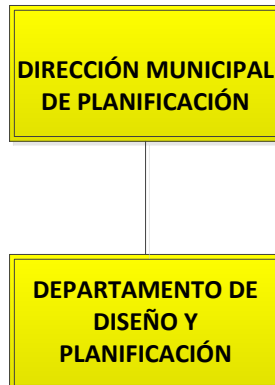 DIRECCIÓN MUNICIPAL
DE PLANIFICACIÓN
DEPARTAMENTO DE
DISEÑO Y
PLANIFICACIÓN